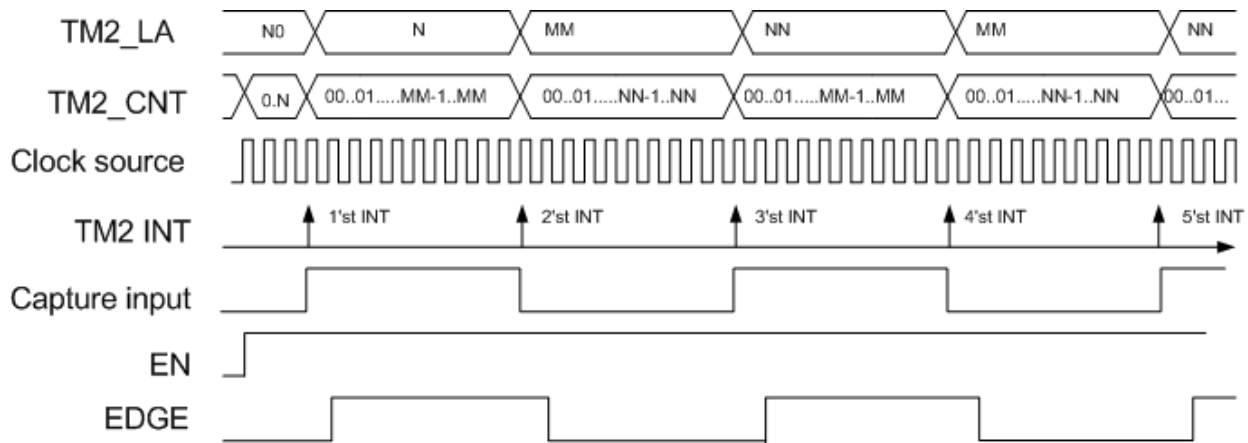 TM2_LA N0 N MM NN MM NN
TM2_CNT 0.N 00..01.....MM-1..MM 00..01.....NN-1..NN 00..01.....MM-1..MM 00..01.....NN-1..NN 00..01...
Clock source
TM2 INT 1'st INT 2'st INT 3'st INT 4'st INT 5'st INT
Capture input
EN
EDGE